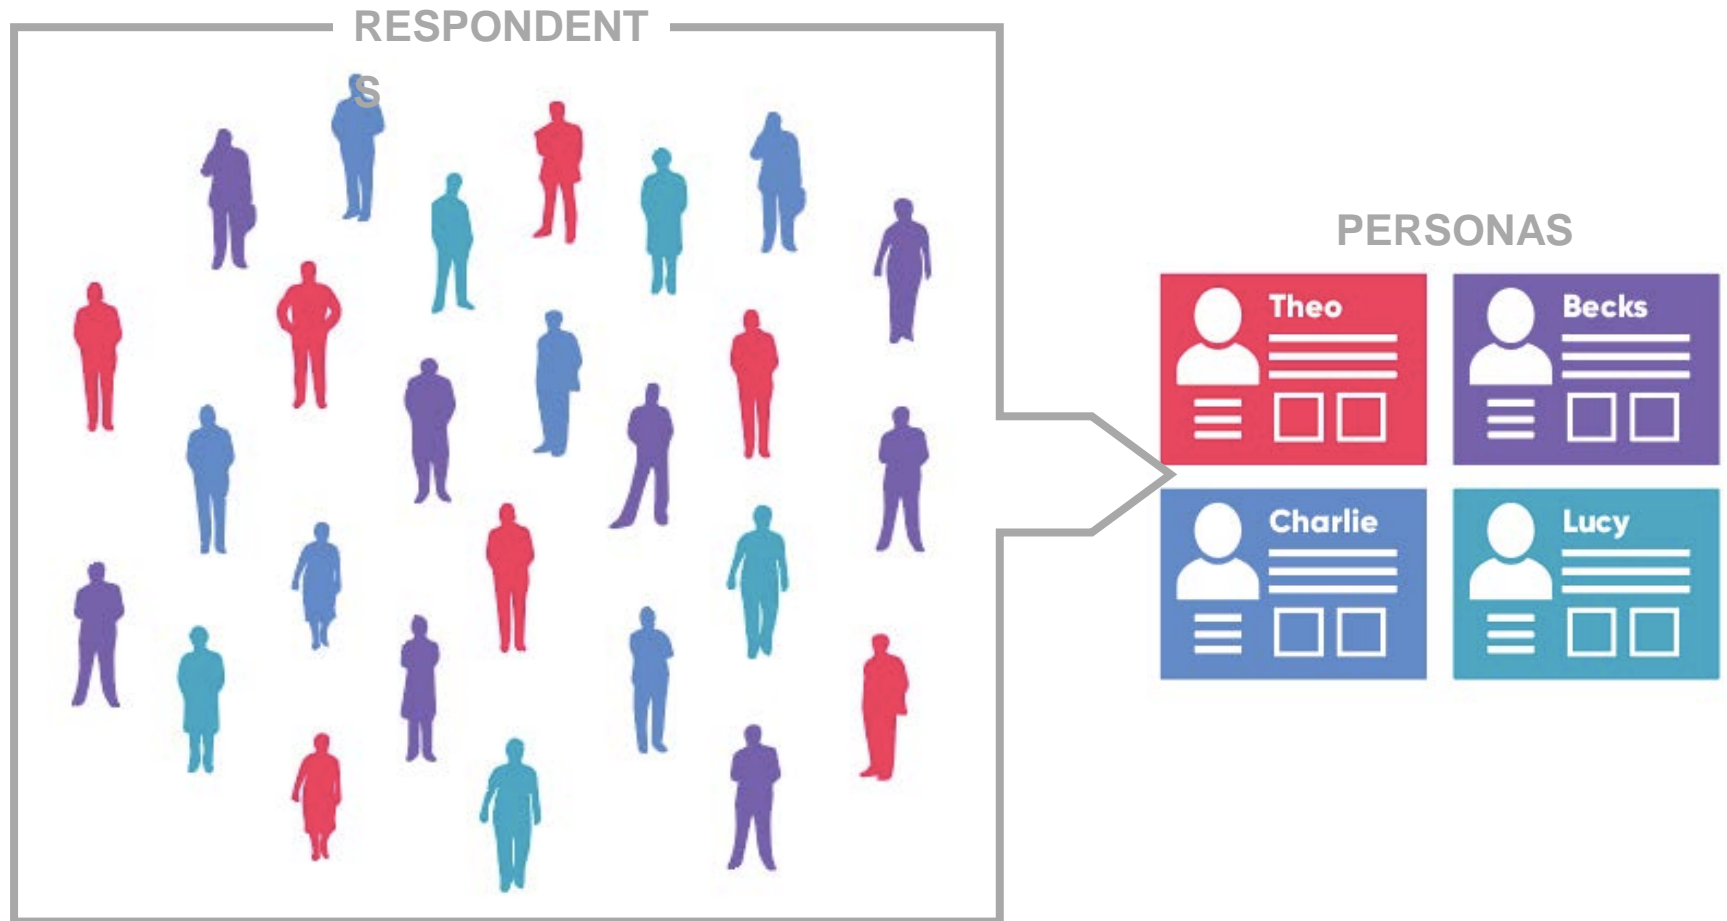 RESPONDENT
S
PERSONAS
Theo
Becks
Charlie
Lucy